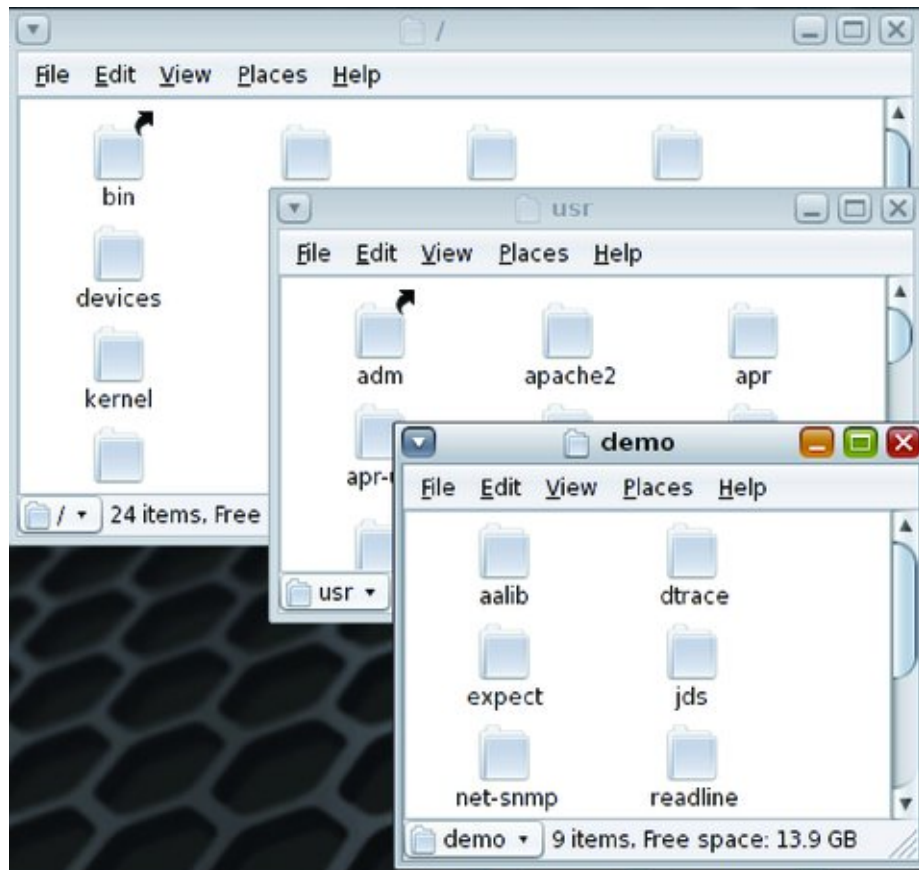 /
File Edit View Places Help
bin
devices
kernel
/ 24 items, Free
usr
File Edit View Places Help
adm apache2 apr
usr
demo
File Edit View Places Help
aalib dtrace
expect jds
net-snmp readline
demo 9 items, Free space: 13.9 GB